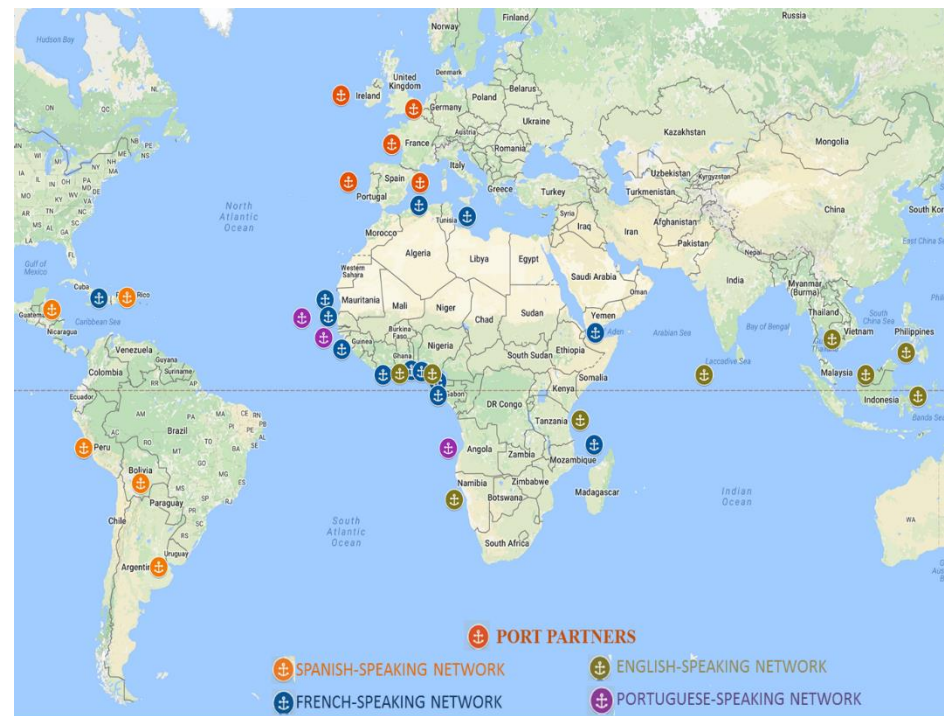 Hudson Bay
Norway
Finland
Russia
United
Kingdom
Denmark
Ireland
Germany
Poland
Belarus
Ukraine
France
Austria
Romania
Kazakhstan
Mongolia
Italy
Spain
Portugal
Greece
Turkey
Uzbekistan
Kyrgyzstan
Turkmenistan
North
Atlantic
Ocean
Tunisia
Syria
Iraq
Iran
Afghanistan
Pakistan
China
South Kor
East China Se
Morocco
Algeria
Libya
Egypt
Nepal
Gulf of
Mexico
Western
Sahara
Saudi Arabia
Oman
India
Myanmar
(Burma)
Cuba
Rico
Mauritania
Mali
Niger
Chad
Sudan
Yemen
Aden
Arabian Sea
Bay of Bengal
Thailand
Vietnam
Philippines
Guatem
Caribbean Sea
Nicaragua
Burkina
Faso
Guinea
Ghana
Nigeria
South Sudan
Ethiopia
Somalia
Laccadive Sea
Venezuela
Guyana
Suriname
Colombia
Ecuador
Gabon
Kenya
DR Congo
Tanzania
Malaysia
Indonesia
Banda Sea
Peru
Brazil
Bolivia
Angola
Zambia
Mozambique
Namibia
Zimbabwe
Botswana
Madagascar
Paraguay
Chile
Uruguay
Argentin
South Africa
South
Atlantic
Ocean
Indian
Ocean
WA
PORT PARTNERS
SPANISH-SPEAKING NETWORK
ENGLISH-SPEAKING NETWORK
FRENCH-SPEAKING NETWORK
PORTUGUESE-SPEAKING NETWORK